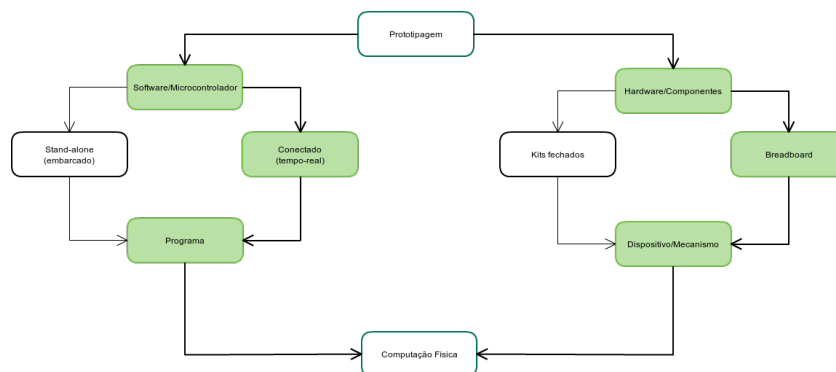 Prototipagem
Software/Microcontrolador
Hardware/Componentes
Stand-alone
(embarcado)
Conectado
(tempo-real)
Kits fechados
Breadboard
Programa
Dispositivo/Mecanismo
Computação Física